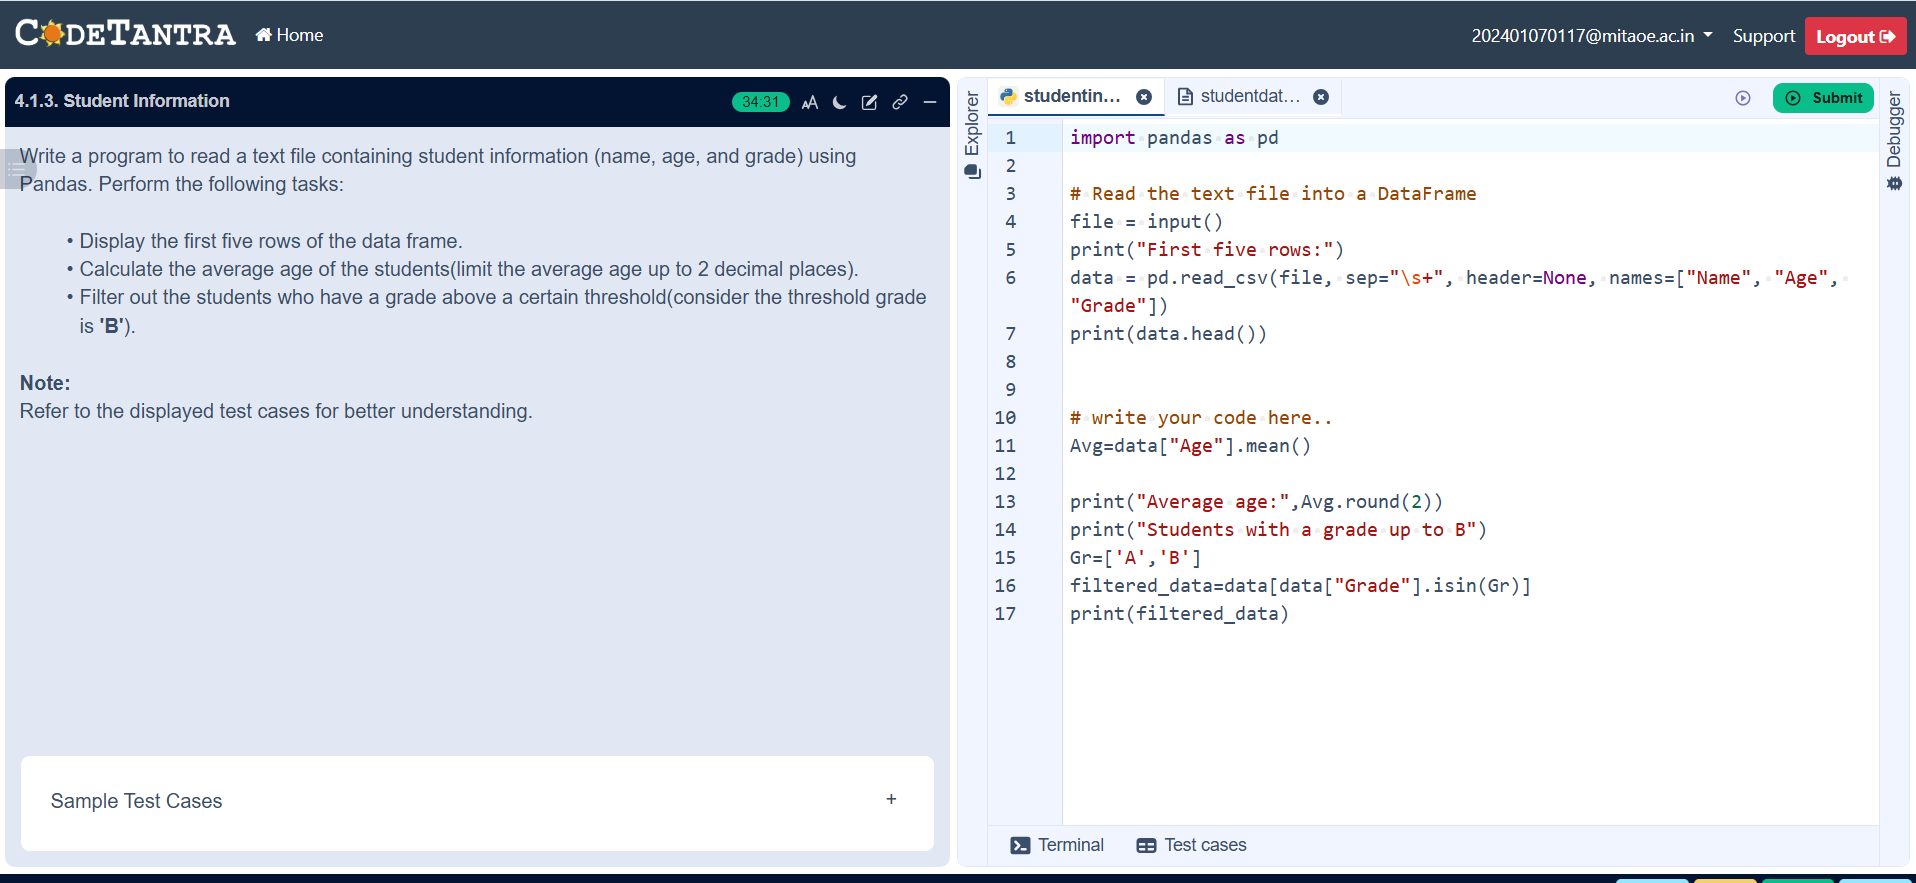 CODETANTRA Home 202401070117@mitaoe.ac.in Support Logout
4.1.3. Student Information 34:31
Write a program to read a text file containing student information (name, age, and grade) using
Pandas. Perform the following tasks:
• Display the first five rows of the data frame.
• Calculate the average age of the students(limit the average age up to 2 decimal places).
• Filter out the students who have a grade above a certain threshold(consider the threshold grade
is 'B').
Note:
Refer to the displayed test cases for better understanding.
Sample Test Cases +
Explorer
studentin... studentdat... Submit
1 import pandas as pd
2
3 # Read the text file into a DataFrame
4 file = input()
5 print("First five rows:")
6 data = pd.read_csv(file, sep="\s+", header=None, names=["Name", "Age",
"Grade"])
7 print(data.head())
8
9
10 # write your code here..
11 Avg=data["Age"].mean()
12
13 print("Average age:",Avg.round(2))
14 print("Students with a grade up to B")
15 Gr=['A','B']
16 filtered_data=data[data["Grade"].isin(Gr)]
17 print(filtered_data)
Terminal Test cases
Debugger